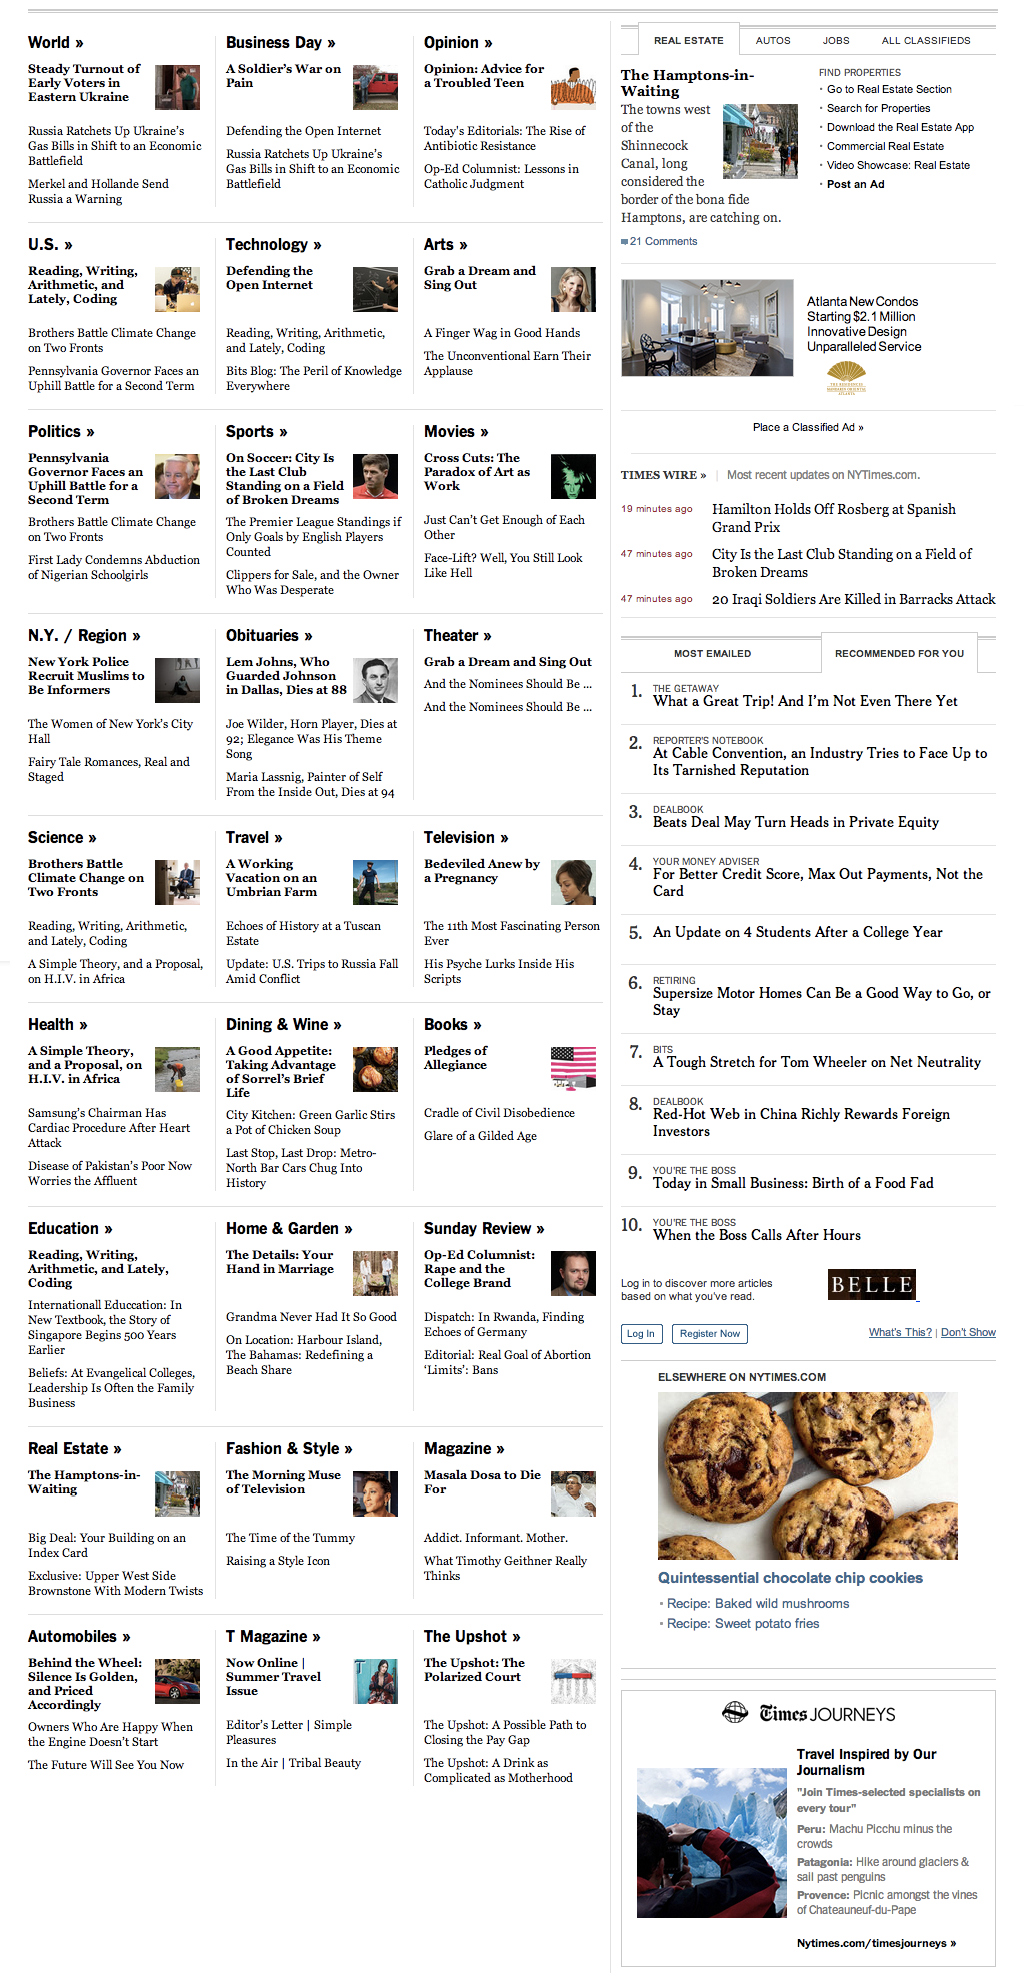 World »
Steady Turnout of
Early Voters in
Eastern Ukraine
Russia Ratchets Up Ukraine's
Gas Bills in Shift to an Economic
Battlefield
Merkel and Hollande Send
Russia a Warning
Business Day »
A Soldier's War on
Pain
Defending the Open Internet
Russia Ratchets Up Ukraine's
Gas Bills in Shift to an Economic
Battlefield
Opinion »
Opinion: Advice for
a Troubled Teen
Today's Editorials: The Rise of
Antibiotic Resistance
Op-Ed Columnist: Lessons in
Catholic Judgment
U.S. »
Reading, Writing,
Arithmetic, and
Lately, Coding
Brothers Battle Climate Change
on Two Fronts
Pennsylvania Governor Faces an
Uphill Battle for a Second Term
Technology »
Defending the
Open Internet
Reading, Writing, Arithmetic,
and Lately, Coding
Bits Blog: The Peril of Knowledge
Everywhere
Arts »
Grab a Dream and
Sing Out
A Finger Wag in Good Hands
The Unconventional Earn Their
Applause
Politics »
Pennsylvania
Governor Faces an
Uphill Battle for a
Second Term
Brothers Battle Climate Change
on Two Fronts
First Lady Condemns Abduction
of Nigerian Schoolgirls
Sports »
On Soccer: City Is
the Last Club
Standing on a Field
of Broken Dreams
The Premier League Standings if
Only Goals by English Players
Counted
Clippers for Sale, and the Owner
Who Was Desperate
Movies »
Cross Cuts: The
Paradox of Art as
Work
Just Can't Get Enough of Each
Other
Face-Lift? Well, You Still Look
Like Hell
N.Y. / Region »
New York Police
Recruit Muslims to
Be Informers
The Women of New York's City
Hall
Fairy Tale Romances, Real and
Staged
Obituaries »
Lem Johns, Who
Guarded Johnson
in Dallas, Dies at 88
Joe Wilder, Horn Player, Dies at
92; Elegance Was His Theme
Song
Maria Lassnig, Painter of Self
From the Inside Out, Dies at 94
Theater »
Grab a Dream and Sing Out
And the Nominees Should Be ...
And the Nominees Should Be ...
Science »
Brothers Battle
Climate Change on
Two Fronts
Reading, Writing, Arithmetic,
and Lately, Coding
A Simple Theory, and a Proposal,
on H.I.V. in Africa
Travel »
A Working
Vacation on an
Umbrian Farm
Echoes of History at a Tuscan
Estate
Update: U.S. Trips to Russia Fall
Amid Conflict
Television »
Bedeviled Anew by
a Pregnancy
The 11th Most Fascinating Person
Ever
His Psyche Lurks Inside His
Scripts
Health »
A Simple Theory,
and a Proposal, on
H.I.V. in Africa
Samsung's Chairman Has
Cardiac Procedure After Heart
Attack
Disease of Pakistan's Poor Now
Worries the Affluent
Dining & Wine »
A Good Appetite:
Taking Advantage
of Sorrel's Brief
Life
City Kitchen: Green Garlic Stirs
a Pot of Chicken Soup
Last Stop, Last Drop: Metro-
North Bar Cars Chug Into
History
Books »
Pledges of
Allegiance
Cradle of Civil Disobedience
Glare of a Gilded Age
Education »
Reading, Writing,
Arithmetic, and Lately,
Coding
Internationall Educcation: In
New Textbook, the Story of
Singapore Begins 500 Years
Earlier
Beliefs: At Evangelical Colleges,
Leadership Is Often the Family
Business
Home & Garden »
The Details: Your
Hand in Marriage
Grandma Never Had It So Good
On Location: Harbour Island,
The Bahamas: Redefining a
Beach Share
Sunday Review »
Op-Ed Columnist:
Rape and the
College Brand
Dispatch: In Rwanda, Finding
Echoes of Germany
Editorial: Real Goal of Abortion
'Limits': Bans
Real Estate »
The Hamptons-in-
Waiting
Big Deal: Your Building on an
Index Card
Exclusive: Upper West Side
Brownstone With Modern Twists
Fashion & Style »
The Morning Muse
of Television
The Time of the Tummy
Raising a Style Icon
Magazine »
Masala Dosa to Die
For
Addict. Informant. Mother.
What Timothy Geithner Really
Thinks
Automobiles »
Behind the Wheel:
Silence Is Golden,
and Priced
Accordingly
Owners Who Are Happy When
the Engine Doesn't Start
The Future Will See You Now
T Magazine »
Now Online |
Summer Travel
Issue
Editor's Letter | Simple
Pleasures
In the Air | Tribal Beauty
The Upshot »
The Upshot: The
Polarized Court
The Upshot: A Possible Path to
Closing the Pay Gap
The Upshot: A Drink as
Complicated as Motherhood
REAL ESTATE AUTOS JOBS ALL CLASSIFIEDS
The Hamptons-in-
Waiting
The towns west
of the
Shinnecock
Canal, long
considered the
border of the bona fide
Hamptons, are catching on.
21 Comments
FIND PROPERTIES
· Go to Real Estate Section
· Search for Properties
· Download the Real Estate App
· Commercial Real Estate
· Video Showcase: Real Estate
· Post an Ad
Atlanta New Condos
Starting $2.1 Million
Innovative Design
Unparalleled Service
THE RESIDENCES
MANDARIN ORIENTAL
ATLANTA
Place a Classified Ad »
TIMES WIRE » | Most recent updates on NYTimes.com.
19 minutes ago Hamilton Holds Off Rosberg at Spanish
Grand Prix
47 minutes ago City Is the Last Club Standing on a Field of
Broken Dreams
47 minutes ago 20 Iraqi Soldiers Are Killed in Barracks Attack
MOST EMAILED RECOMMENDED FOR YOU
1. THE GETAWAY
What a Great Trip! And I'm Not Even There Yet
2. REPORTER'S NOTEBOOK
At Cable Convention, an Industry Tries to Face Up to
Its Tarnished Reputation
3. DEALBOOK
Beats Deal May Turn Heads in Private Equity
4. YOUR MONEY ADVISER
For Better Credit Score, Max Out Payments, Not the
Card
5. An Update on 4 Students After a College Year
6. RETIRING
Supersize Motor Homes Can Be a Good Way to Go, or
Stay
7. BITS
A Tough Stretch for Tom Wheeler on Net Neutrality
8. DEALBOOK
Red-Hot Web in China Richly Rewards Foreign
Investors
9. YOU'RE THE BOSS
Today in Small Business: Birth of a Food Fad
10. YOU'RE THE BOSS
When the Boss Calls After Hours
Log in to discover more articles
based on what you've read.
BELLE
Log In Register Now
What's This? | Don't Show
ELSEWHERE ON NYTIMES.COM
Quintessential chocolate chip cookies
· Recipe: Baked wild mushrooms
· Recipe: Sweet potato fries
Times JOURNEYS
Travel Inspired by Our
Journalism
"Join Times-selected specialists on
every tour"
Peru: Machu Picchu minus the
crowds
Patagonia: Hike around glaciers &
sail past penguins
Provence: Picnic amongst the vines
of Chateauneuf-du-Pape
Nytimes.com/timesjourneys »